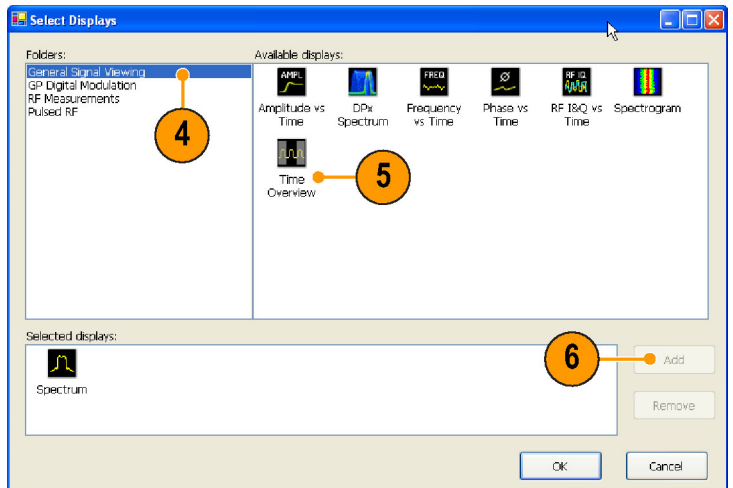 Select Displays
Folders:
Available displays:
General Signal Viewing
GP Digital Modulation
RF Measurements
Pulsed RF
4
AMPL
FREQ
Ø
RF IQ
Amplitude vs
Time
DPx
Spectrum
Frequency
vs Time
Phase vs
Time
RF I&Q vs
Time
Spectrogram
Time
Overview
5
Selected displays:
Spectrum
6
Add
Remove
OK
Cancel